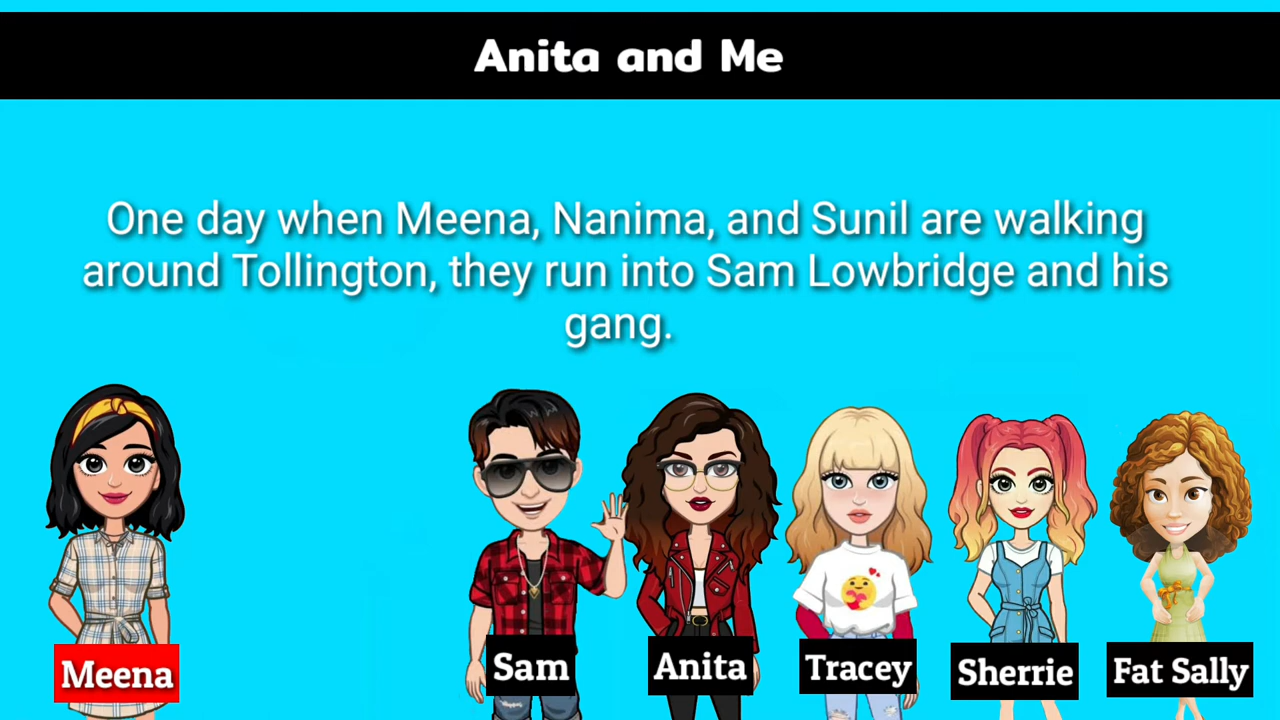 Anita and Me
One day when Meena, Nanima, and Sunil are walking
around Tollington, they run into Sam Lowbridge and his
gang.
Meena
Sam
Anita
Tracey
Sherrie
Fat Sally